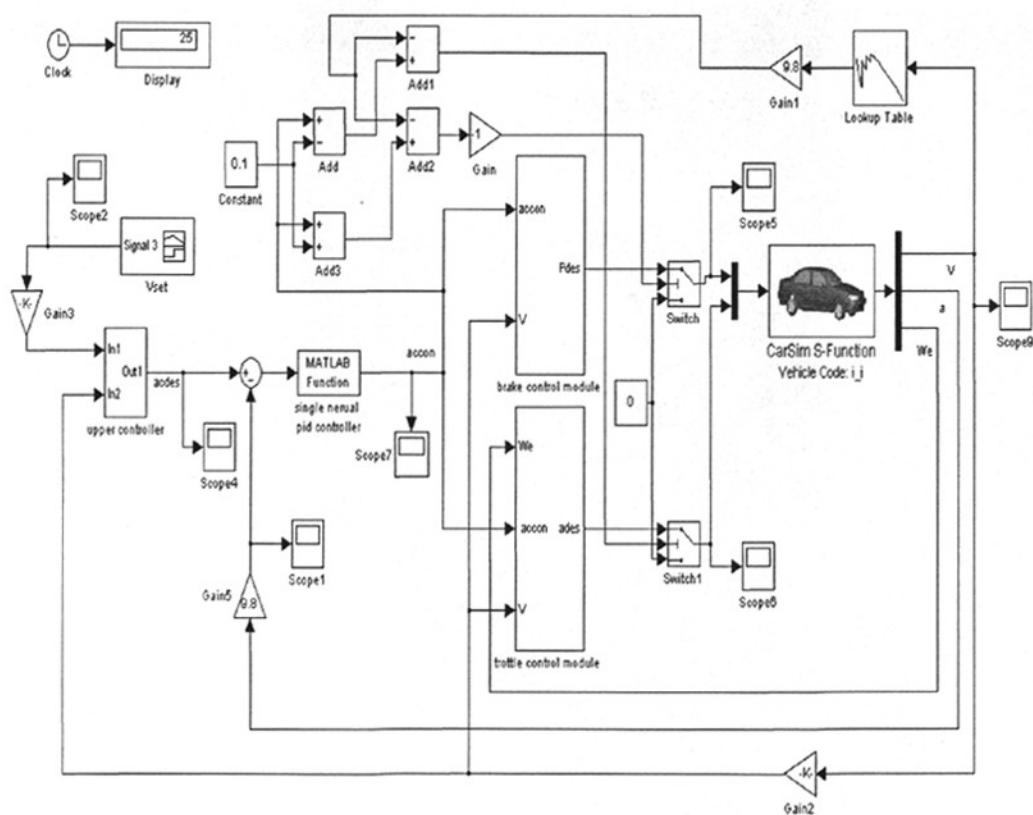 25
Clock
Display
-
+
Add1
9.8
Gain1
Lookup Table
+
-
Add
-
+
Add2
Gain
0.1
Constant
Scope2
accon
Scope5
+
+
Add3
Signal 3
Vset
Fdes
Switch
V
-K-
Gain3
V
a
CarSim S-Function
Vehicle Code: i_i
We
Scope9
In1
Out1
In2
upper controller
aodes
MATLAB
Function
single nerual
pid controller
accon
brake control module
0
Scope4
Scope7
We
Scope1
accon
ades
Switch1
Gain5
9.8
V
Scope6
trottle control module
-K-
Gain2